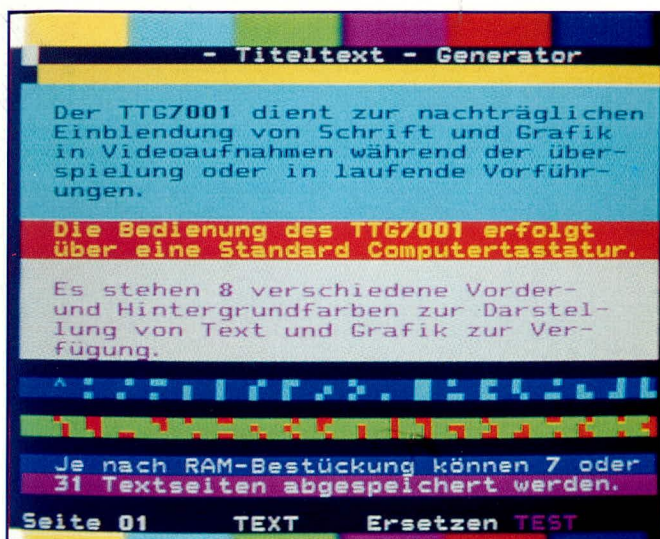 - Titeltext - Generator
Der TTG7001 dient zur nachträglichen
Einblendung von Schrift und Grafik
in Videoaufnahmen während der über-
spielung oder in laufende Vorführ-
ungen.
Die Bedienung des TTG7001 erfolgt
über eine Standard Computertastatur.
Es stehen 8 verschiedene Vorder-
und Hintergrundfarben zur Darstel-
lung von Text und Grafik zur Ver-
fügung.
Je nach RAM-Bestückung können 7 oder
31 Textseiten abgespeichert werden.
Seite 01 TEXT Ersetzen TEST